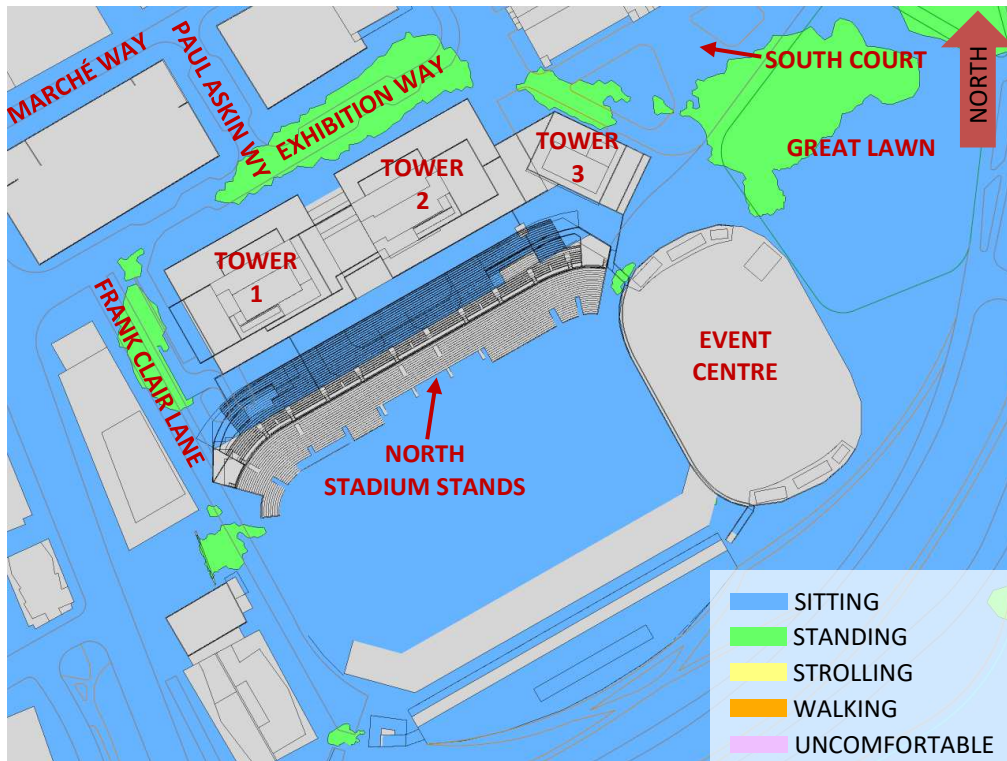 MARCHÉ WAY
PAUL ASKIN WY
EXHIBITION WAY
SOUTH COURT
NORTH
GREAT LAWN
TOWER
3
TOWER
2
TOWER
1
FRANK CLAIR LANE
EVENT
CENTRE
NORTH
STADIUM STANDS
SITTING
STANDING
STROLLING
WALKING
UNCOMFORTABLE